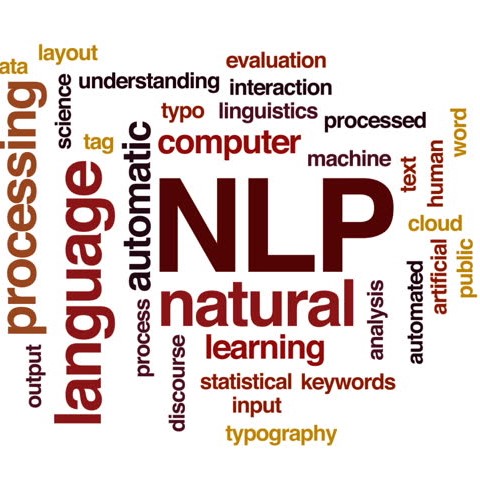 layout
ata
evaluation
understanding
interaction
science
typo
linguistics
processed
word
processing
tag
automatic
computer
machine
text
human
language
NLP
cloud
public
artificial
natural
automated
analysis
process
learning
discourse
output
statistical
keywords
input
typography